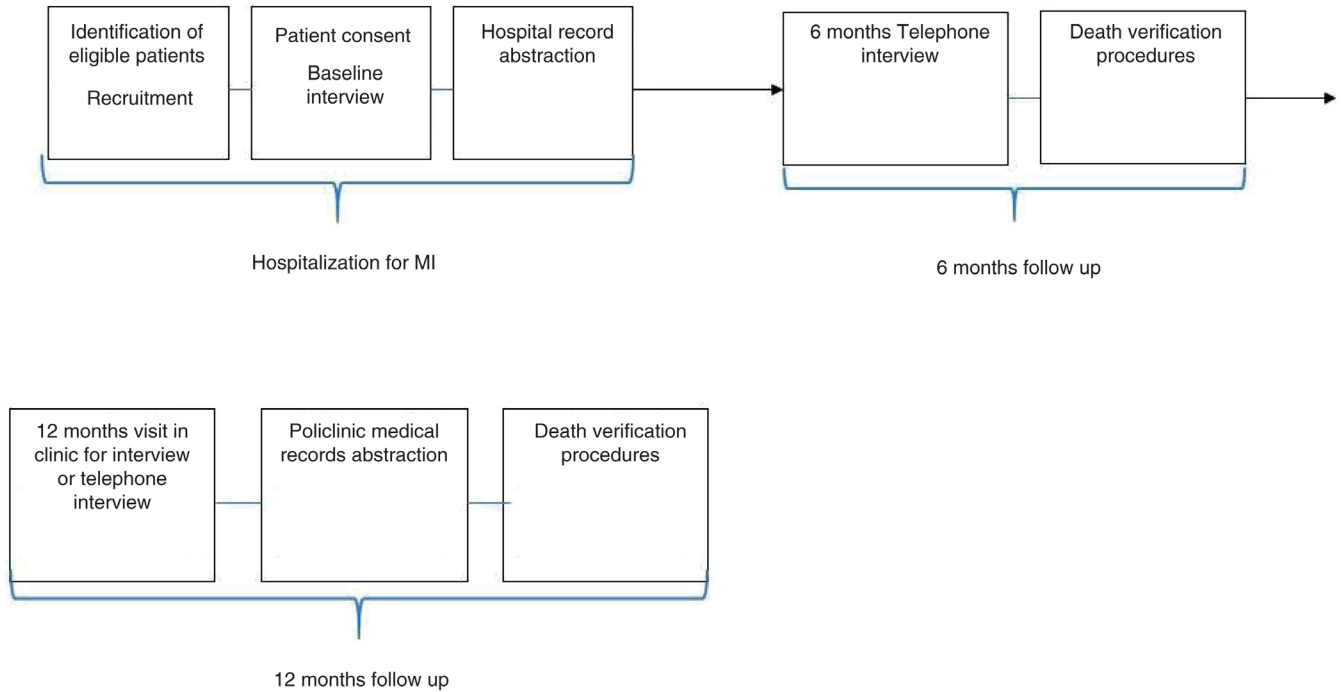 Identification of
eligible patients
Recruitment
Patient consent
Baseline
interview
Hospital record
abstraction
6 months Telephone
interview
Death verification
procedures
Hospitalization for MI
6 months follow up
12 months visit in
clinic for interview
or telephone
interview
Policlinic medical
records abstraction
Death verification
procedures
12 months follow up